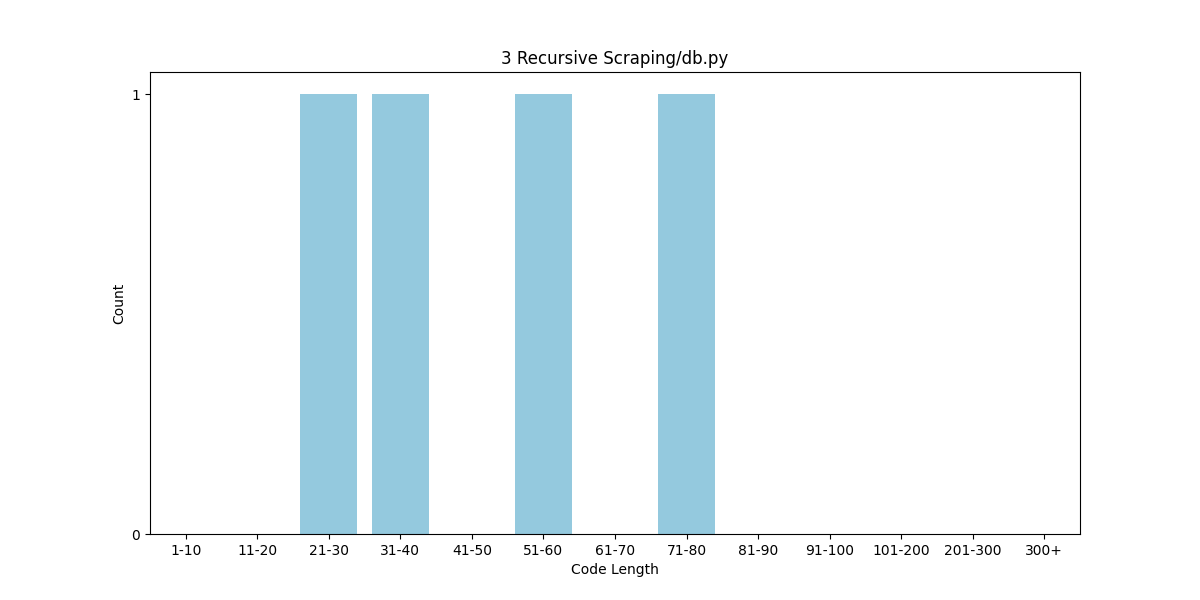 3 Recursive Scraping/db.py
1
Count
0
1-10 11-20 21-30 31-40 41-50 51-60 61-70 71-80 81-90 91-100 101-200 201-300 300+
Code Length